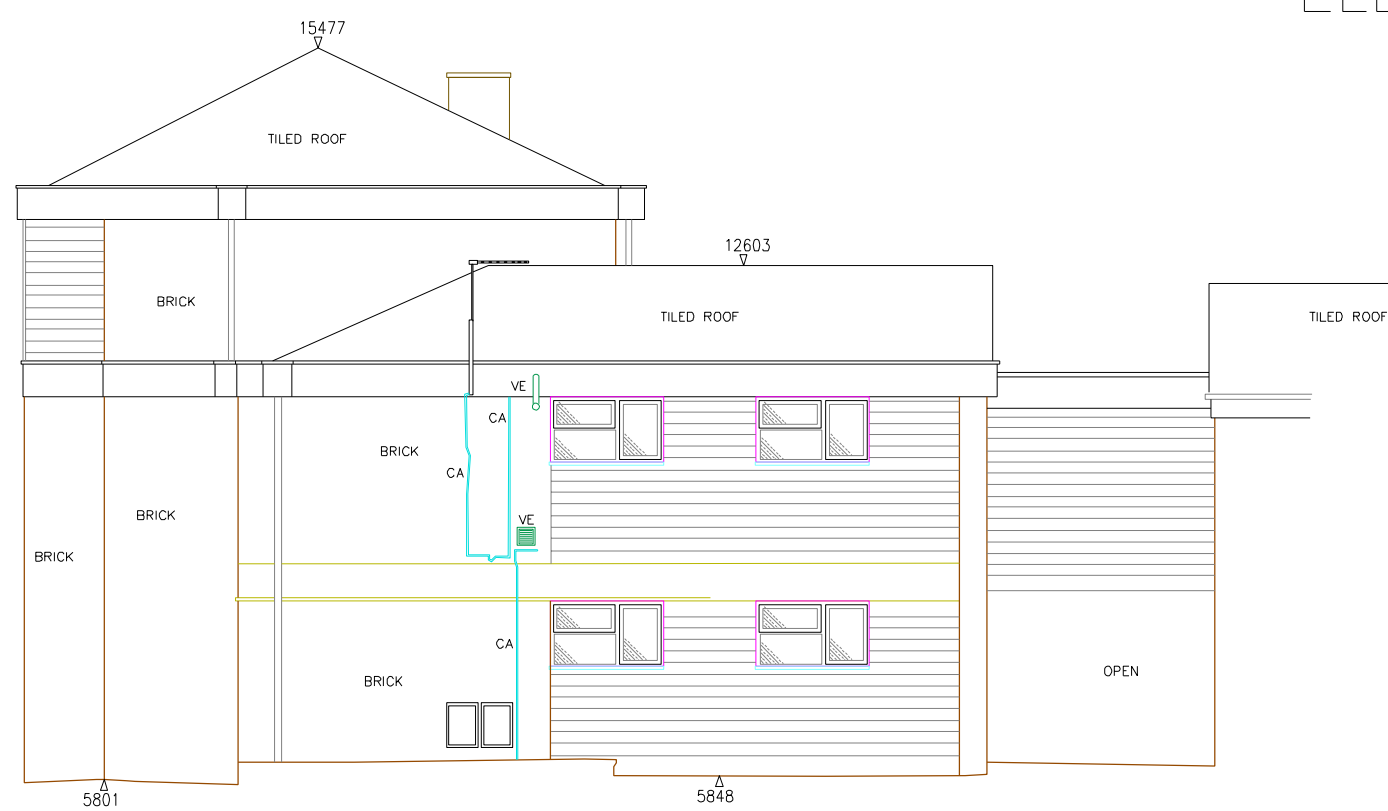 15477
TILED ROOF
12603
BRICK
TILED ROOF
TILED ROOF
VE
CA
BRICK
CA
BRICK
VE
BRICK
CA
OPEN
BRICK
5801
5848